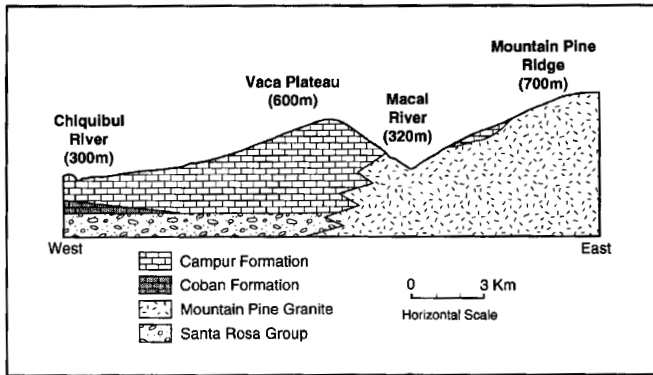 Mountain Pine
Ridge
(700m)
Vaca Plateau
(600m)
Macal
River
(320m)
Chiquibul
River
(300m)
West
East
Campur Formation
Coban Formation
Mountain Pine Granite
Santa Rosa Group
0 3 Km
Horizontal Scale